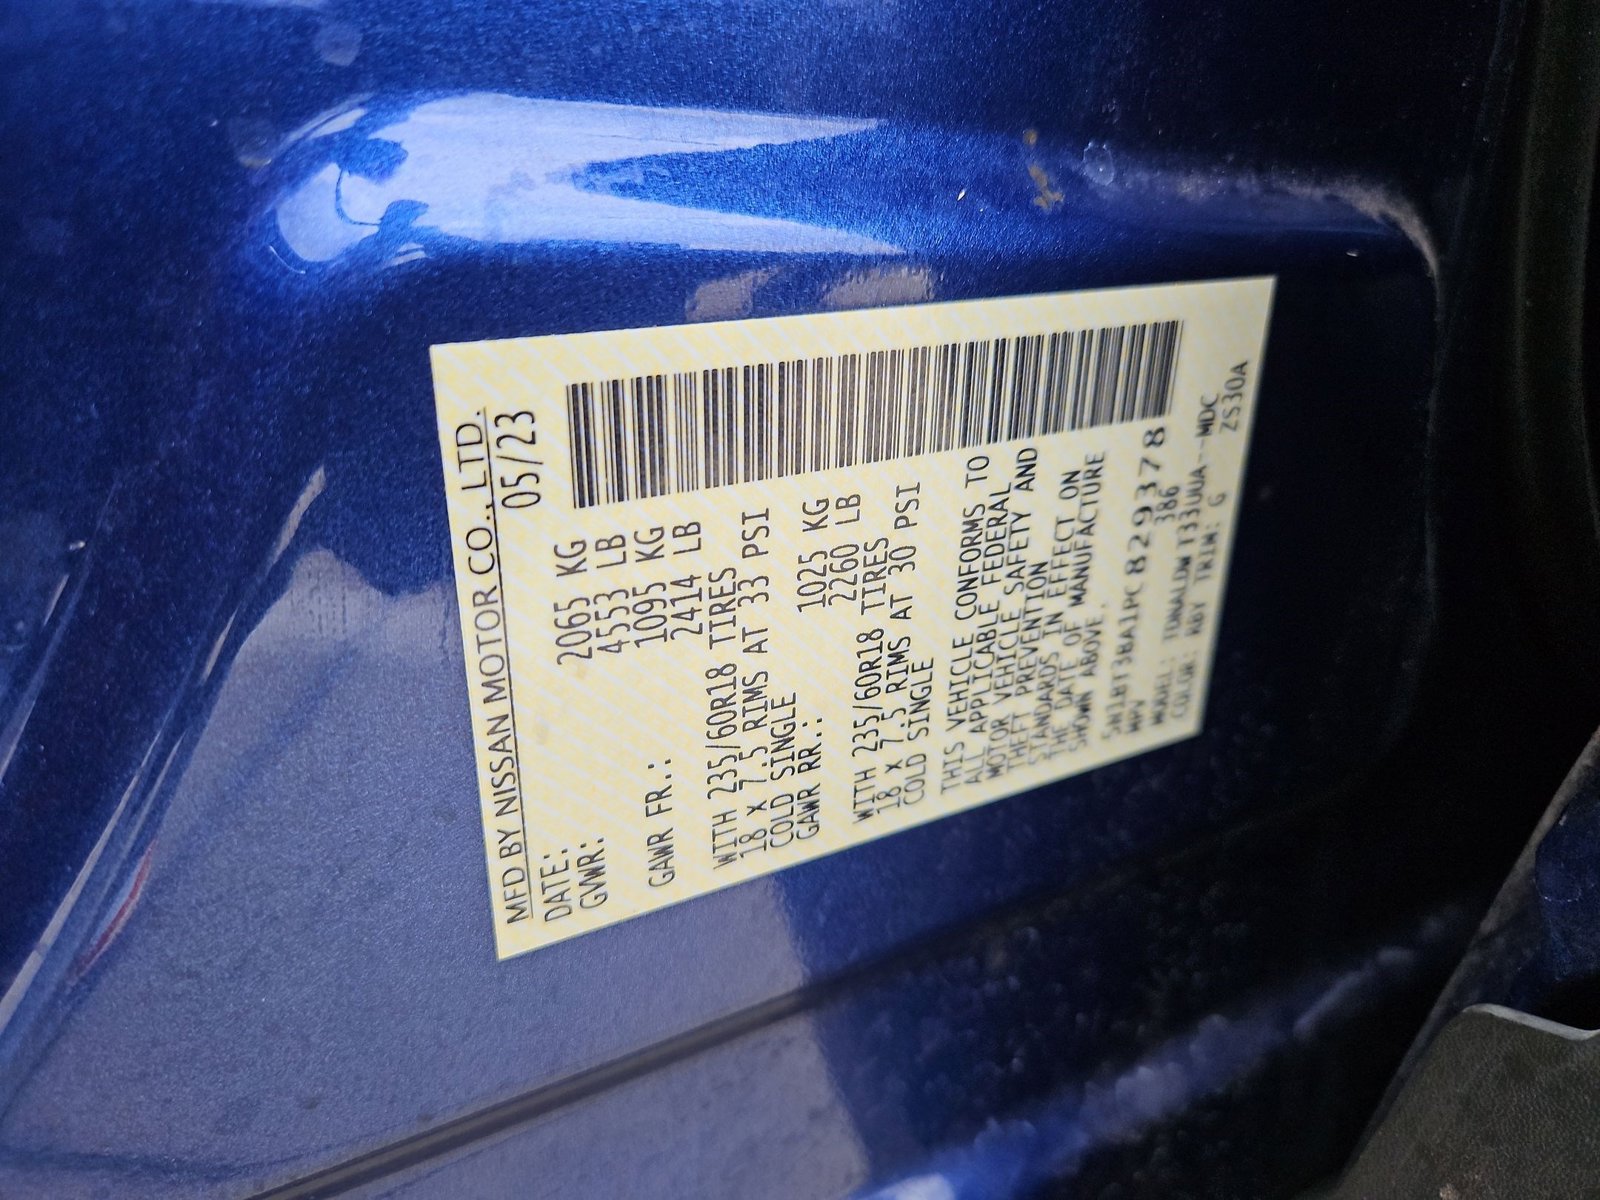 MFD BY NISSAN MOTOR CO., LTD.
DATE: 05/23
GVWR: 2065 KG
4553 LB
GAWR FR.: 1095 KG
2414 LB
WITH 235/60R18 TIRES
18 x 7.5 RIMS AT 33 PSI
COLD SINGLE
GAWR RR.: 1025 KG
2260 LB
WITH 235/60R18 TIRES
18 x 7.5 RIMS AT 30 PSI
COLD SINGLE
THIS VEHICLE CONFORMS TO
ALL APPLICABLE FEDERAL
MOTOR VEHICLE SAFETY AND
THEFT PREVENTION
STANDARDS IN EFFECT ON
THE DATE OF MANUFACTURE
SHOWN ABOVE.
5N1BT3BA1PC829378
MPV 386
MODEL: TDNALDW T33UUA--MDC
COLOR: RBY TRIM: G ZS30A